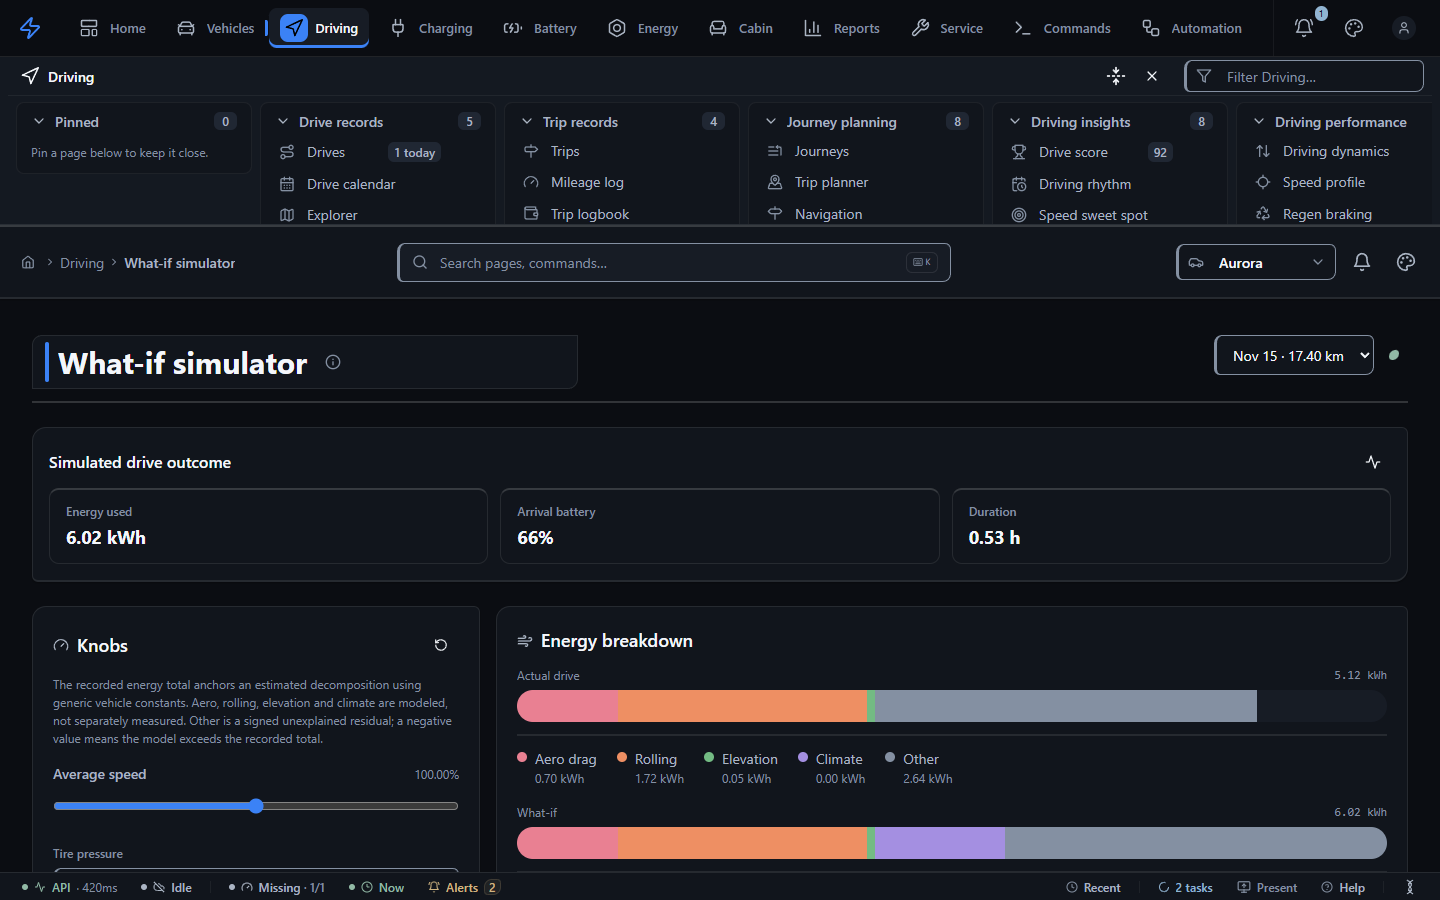 Home
Vehicles
Driving
Charging
Battery
Energy
Cabin
Reports
Service
Commands
Automation
1
Driving
Filter Driving...
Pinned 0
Pin a page below to keep it close.
Drive records 5
Drives 1 today
Drive calendar
Explorer
Trip records 4
Trips
Mileage log
Trip logbook
Journey planning 8
Journeys
Trip planner
Navigation
Driving insights 8
Drive score 92
Driving rhythm
Speed sweet spot
Driving performance
Driving dynamics
Speed profile
Regen braking
Driving
What-if simulator
Search pages, commands...
K
Aurora
What-if simulator
Nov 15 · 17.40 km
Simulated drive outcome
Energy used
6.02 kWh
Arrival battery
66%
Duration
0.53 h
Knobs
The recorded energy total anchors an estimated decomposition using
generic vehicle constants. Aero, rolling, elevation and climate are modeled,
not separately measured. Other is a signed unexplained residual; a negative
value means the model exceeds the recorded total.
Average speed 100.00%
Tire pressure
Energy breakdown
Actual drive 5.12 kWh
Aero drag
0.70 kWh
Rolling
1.72 kWh
Elevation
0.05 kWh
Climate
0.00 kWh
Other
2.64 kWh
What-if 6.02 kWh
API · 420ms
Idle
Missing · 1/1
Now
Alerts 2
Recent
2 tasks
Present
Help